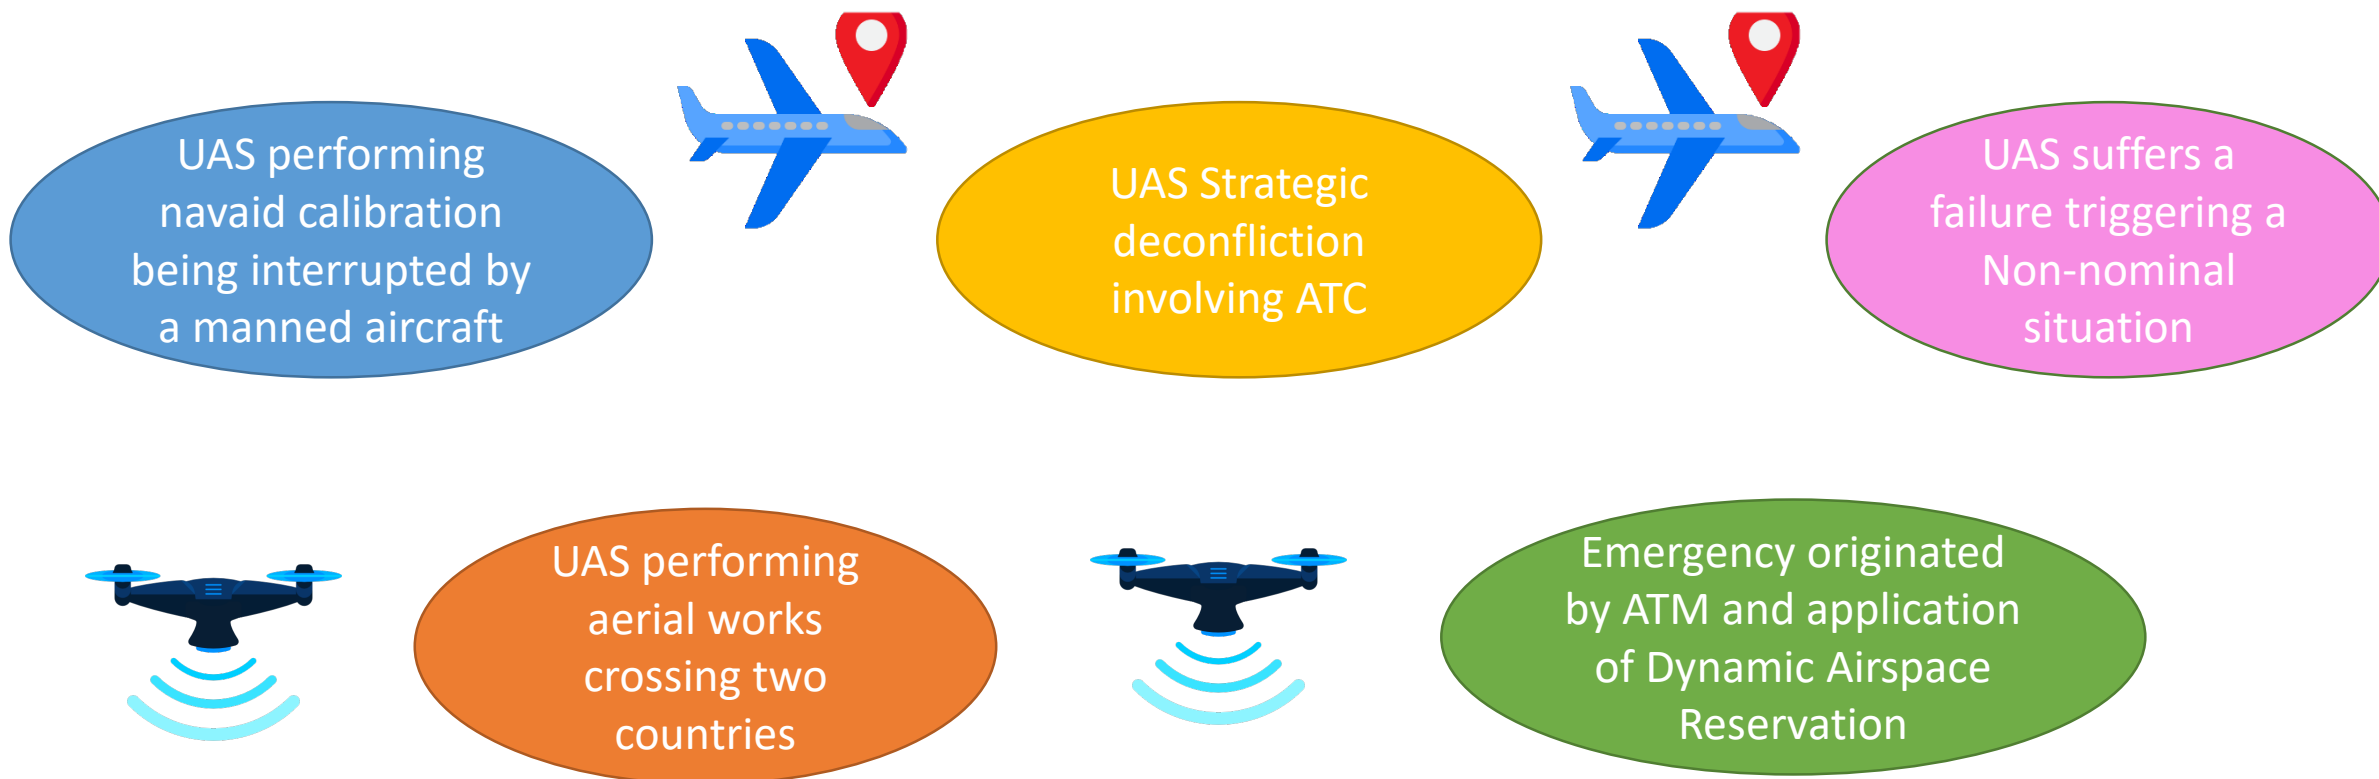 UAS performing
navaid calibration
being interrupted by
a manned aircraft
UAS Strategic
deconfliction
involving ATC
UAS suffers a
failure triggering a
Non-nominal
situation
UAS performing
aerial works
crossing two
countries
Emergency originated
by ATM and application
of Dynamic Airspace
Reservation